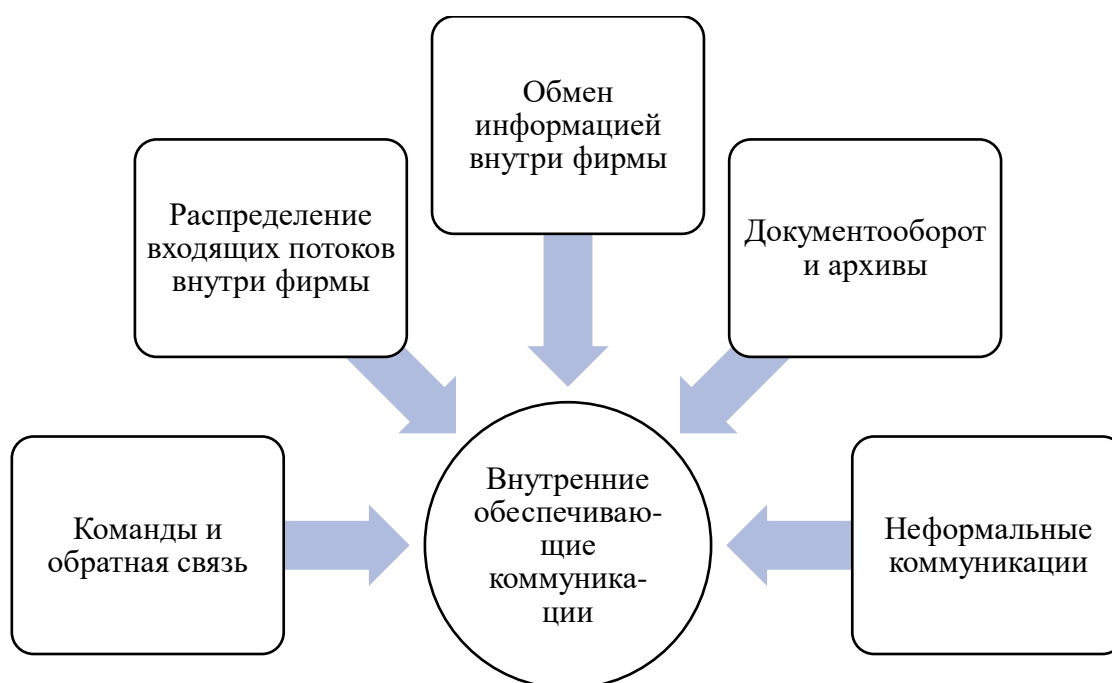 Обмен
информацией
внутри фирмы
Распределение
входящих потоков
внутри фирмы
Документооборот
и архивы
Команды и
обратная связь
Внутренние
обеспечиваю-
щие
коммуника-
ции
Неформальные
коммуникации